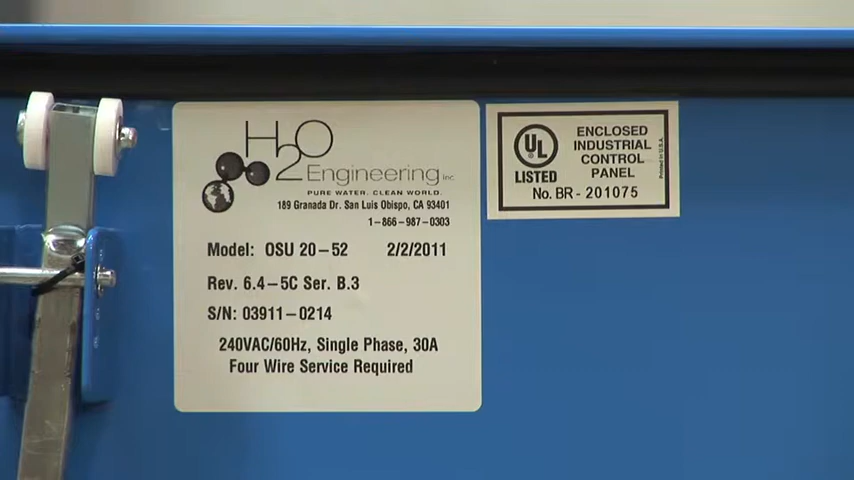 H2O
Engineering Inc.
PURE WATER. CLEAN WORLD.
189 Granada Dr. San Luis Obispo, CA 93401
1-866-987-0303
Model: OSU 20-52 2/2/2011
Rev. 6.4-5C Ser. B.3
S/N: 03911-0214
240VAC/60Hz, Single Phase, 30A
Four Wire Service Required
UL
LISTED
ENCLOSED
INDUSTRIAL
CONTROL
PANEL
No. BR-201075
Printed in U.S.A.